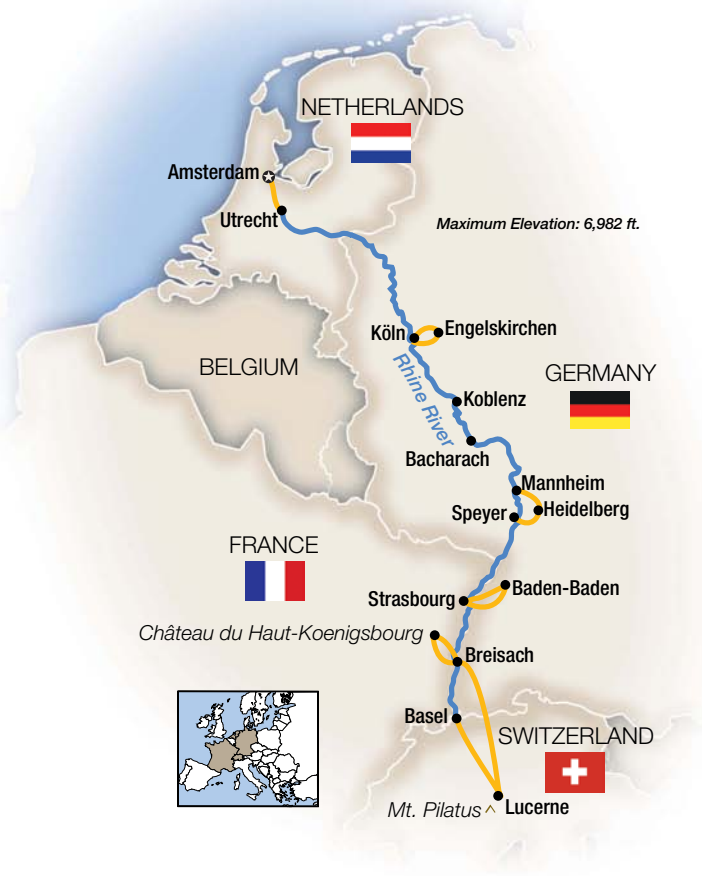 NETHERLANDS
Amsterdam
Utrecht
Maximum Elevation: 6,982 ft.
Köln
Engelskirchen
BELGIUM
Rhine River
GERMANY
Koblenz
Bacharach
Mannheim
Speyer
Heidelberg
FRANCE
Baden-Baden
Strasbourg
Château du Haut-Koenigsbourg
Breisach
Basel
SWITZERLAND
Mt. Pilatus ^
Lucerne